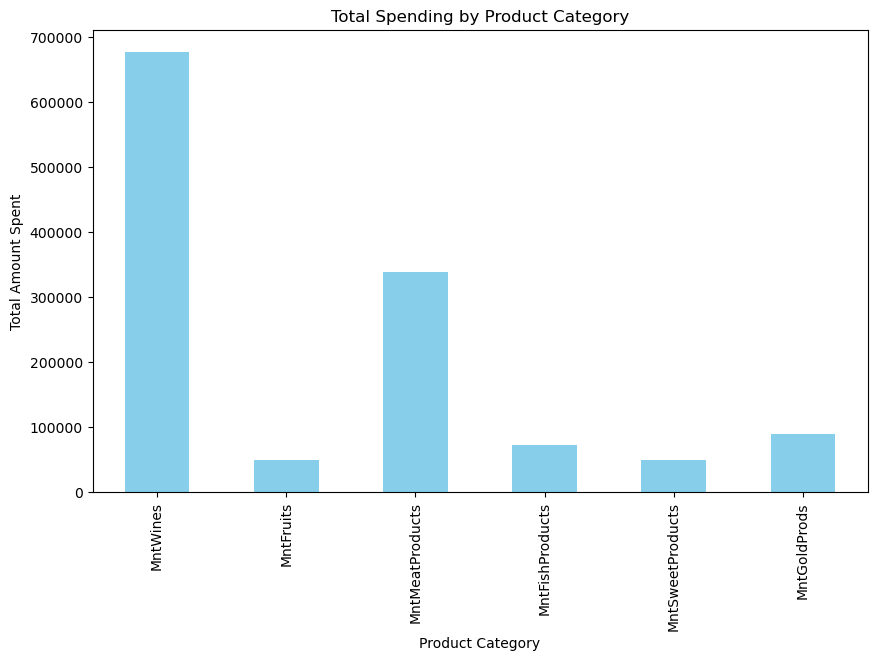 Total Spending by Product Category
700000
600000
500000
400000
300000
200000
100000
0
Total Amount Spent
MntWines
MntFruits
MntMeatProducts
MntFishProducts
MntSweetProducts
MntGoldProds
Product Category